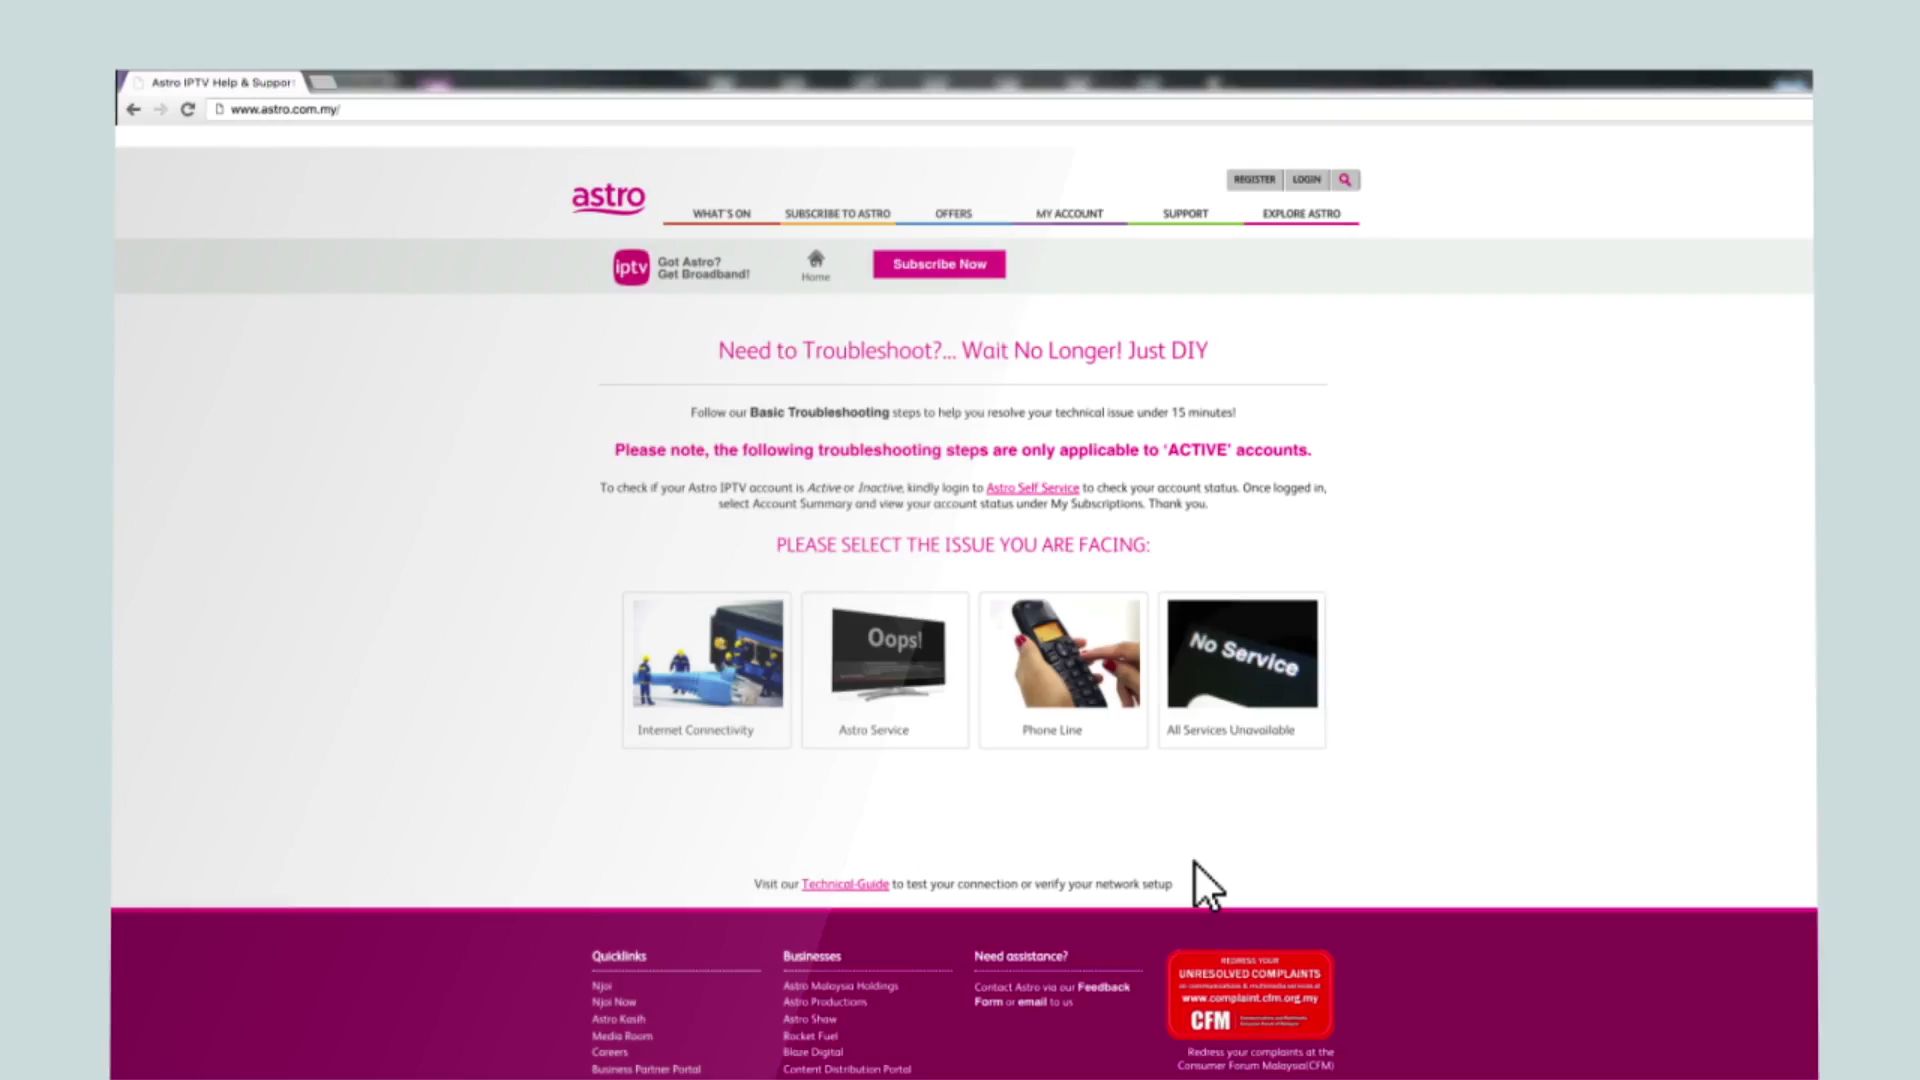 Astro IPTV Help & Support
www.astro.com.my/
REGISTER
LOGIN
astro
WHAT'S ON
SUBSCRIBE TO ASTRO
OFFERS
MY ACCOUNT
SUPPORT
EXPLORE ASTRO
iptv
Got Astro?
Get Broadband!
Home
Subscribe Now
Need to Troubleshoot?... Wait No Longer! Just DIY
Follow our Basic Troubleshooting steps to help you resolve your technical issue under 15 minutes!
Please note, the following troubleshooting steps are only applicable to 'ACTIVE' accounts.
To check if your Astro IPTV account is Active or Inactive, kindly login to Astro Self Service to check your account status. Once logged in,
select Account Summary and view your account status under My Subscriptions. Thank you.
PLEASE SELECT THE ISSUE YOU ARE FACING:
Oops!
No Service
Internet Connectivity
Astro Service
Phone Line
All Services Unavailable
Visit our Technical-Guide to test your connection or verify your network setup
Quicklinks
Njoi
Njoi Now
Astro Kasih
Media Room
Careers
Business Partner Portal
Businesses
Astro Malaysia Holdings
Astro Productions
Astro Shaw
Rocket Fuel
Blaze Digital
Content Distribution Portal
Need assistance?
Contact Astro via our Feedback
Form or email to us
REDRESS YOUR
UNRESOLVED COMPLAINTS
on communications & multimedia services at
www.complaint.cfm.org.my
CFM
Redress your complaints at the
Consumer Forum Malaysia(CFM)